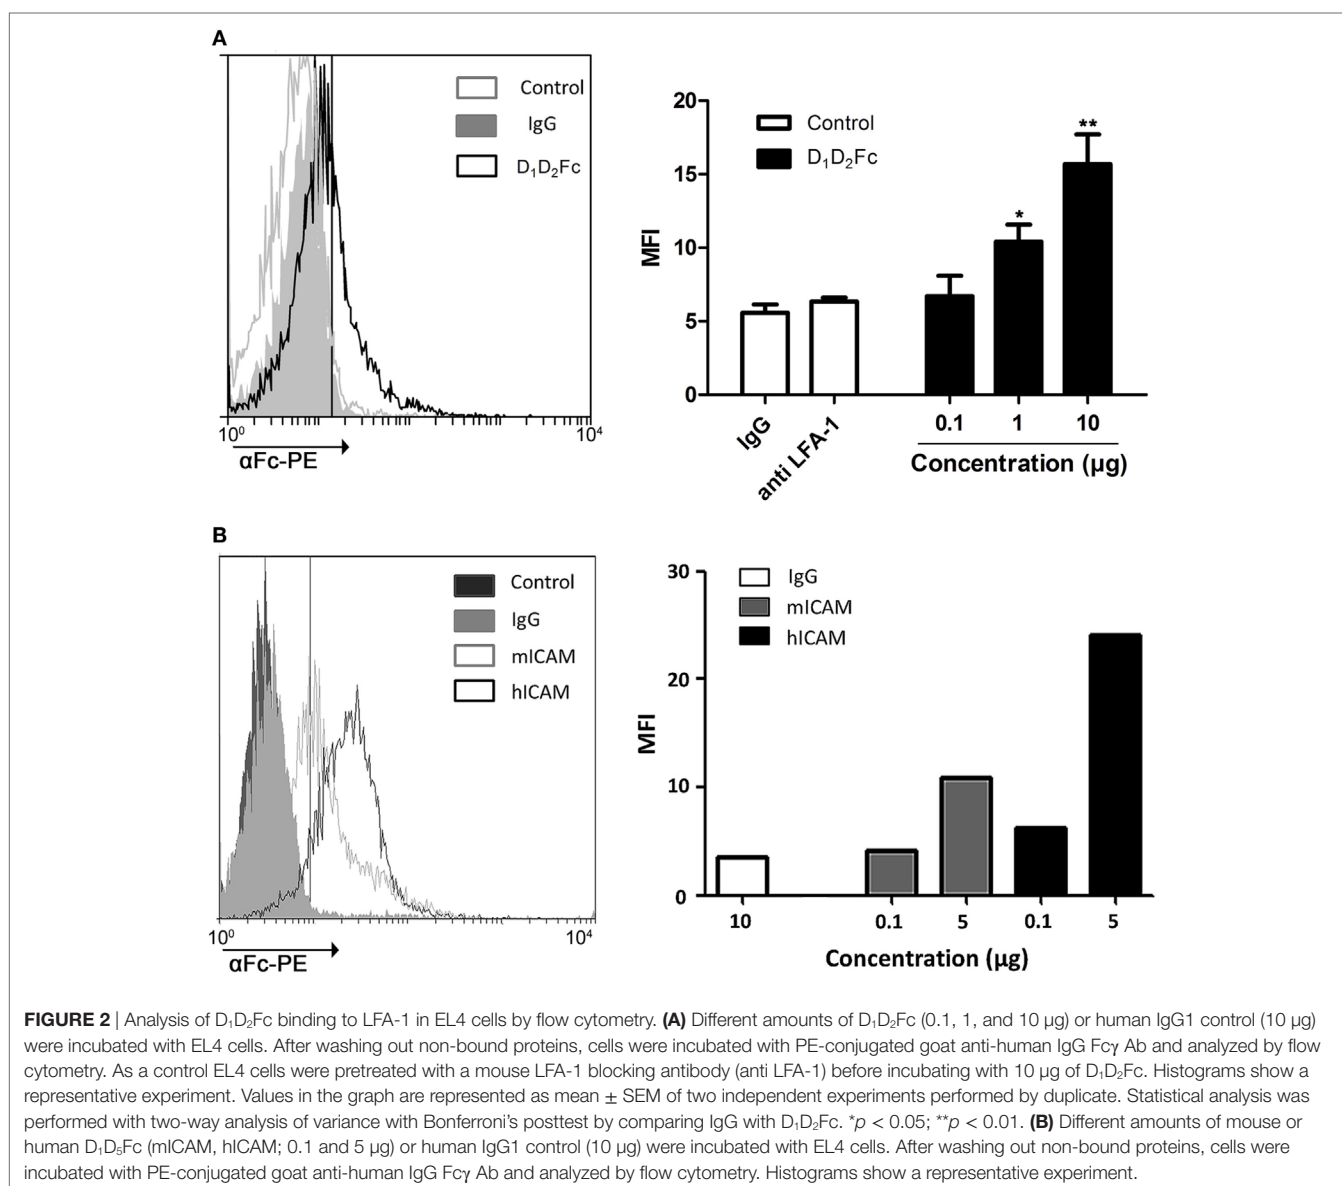 A
Control
IgG
D₁D₂Fc
10⁰
10⁴
αFc-PE
20
15
10
5
0
MFI
Control
D₁D₂Fc
*
**
IgG
anti LFA-1
0.1
1
10
Concentration (µg)
B
Control
IgG
mICAM
hICAM
10⁰
10⁴
αFc-PE
30
20
10
0
MFI
IgG
mICAM
hICAM
10
0.1
5
0.1
5
Concentration (µg)
FIGURE 2 | Analysis of D₁D₂Fc binding to LFA-1 in EL4 cells by flow cytometry. (A) Different amounts of D₁D₂Fc (0.1, 1, and 10 µg) or human IgG1 control (10 µg)
were incubated with EL4 cells. After washing out non-bound proteins, cells were incubated with PE-conjugated goat anti-human IgG Fcγ Ab and analyzed by flow
cytometry. As a control EL4 cells were pretreated with a mouse LFA-1 blocking antibody (anti LFA-1) before incubating with 10 µg of D₁D₂Fc. Histograms show a
representative experiment. Values in the graph are represented as mean ± SEM of two independent experiments performed by duplicate. Statistical analysis was
performed with two-way analysis of variance with Bonferroni's posttest by comparing IgG with D₁D₂Fc. *p < 0.05; **p < 0.01. (B) Different amounts of mouse or
human D₁D₅Fc (mICAM, hICAM; 0.1 and 5 µg) or human IgG1 control (10 µg) were incubated with EL4 cells. After washing out non-bound proteins, cells were
incubated with PE-conjugated goat anti-human IgG Fcγ Ab and analyzed by flow cytometry. Histograms show a representative experiment.